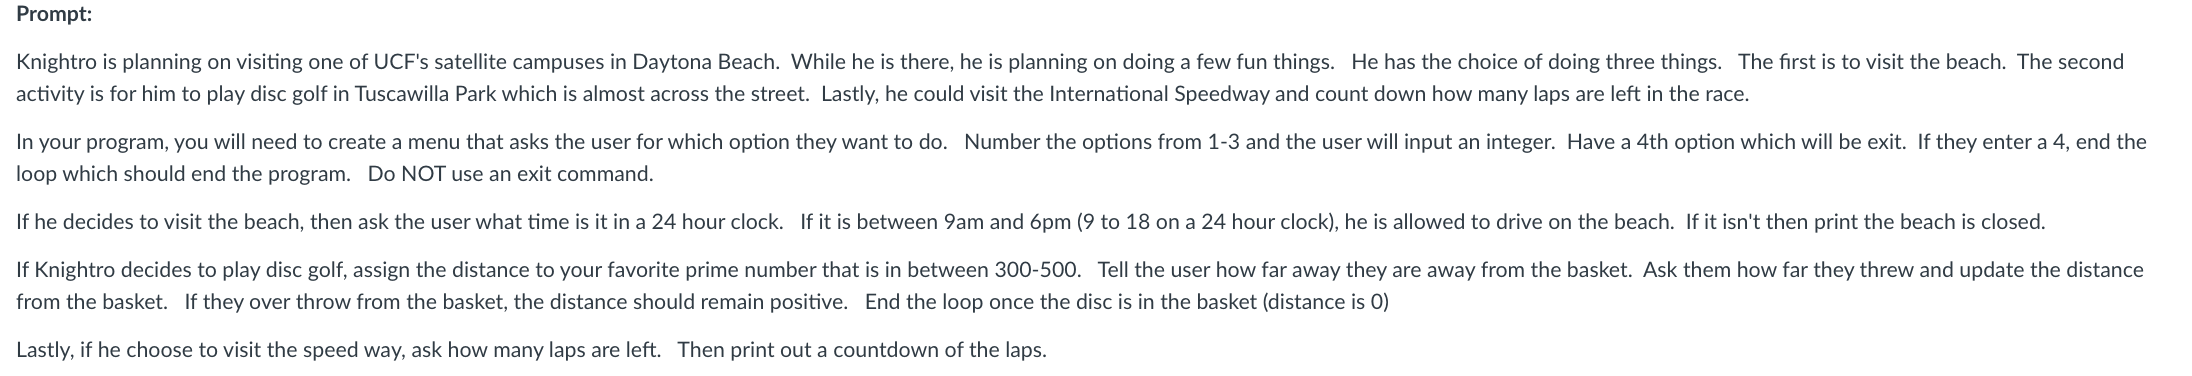 Prompt:
Knightro is planning on visiting one of UCF's satellite campuses in Daytona Beach.  While he is there, he is planning on doing a few fun things.   He has the choice of doing three things.   The first is to visit the beach.  The second
activity is for him to play disc golf in Tuscawilla Park which is almost across the street.  Lastly, he could visit the International Speedway and count down how many laps are left in the race.
In your program, you will need to create a menu that asks the user for which option they want to do.   Number the options from 1-3 and the user will input an integer.  Have a 4th option which will be exit.  If they enter a 4, end the
loop which should end the program.   Do NOT use an exit command.
If he decides to visit the beach, then ask the user what time is it in a 24 hour clock.   If it is between 9am and 6pm (9 to 18 on a 24 hour clock), he is allowed to drive on the beach.  If it isn't then print the beach is closed.
If Knightro decides to play disc golf, assign the distance to your favorite prime number that is in between 300-500.   Tell the user how far away they are away from the basket.  Ask them how far they threw and update the distance
from the basket.   If they over throw from the basket, the distance should remain positive.   End the loop once the disc is in the basket (distance is 0)
Lastly, if he choose to visit the speed way, ask how many laps are left.   Then print out a countdown of the laps.